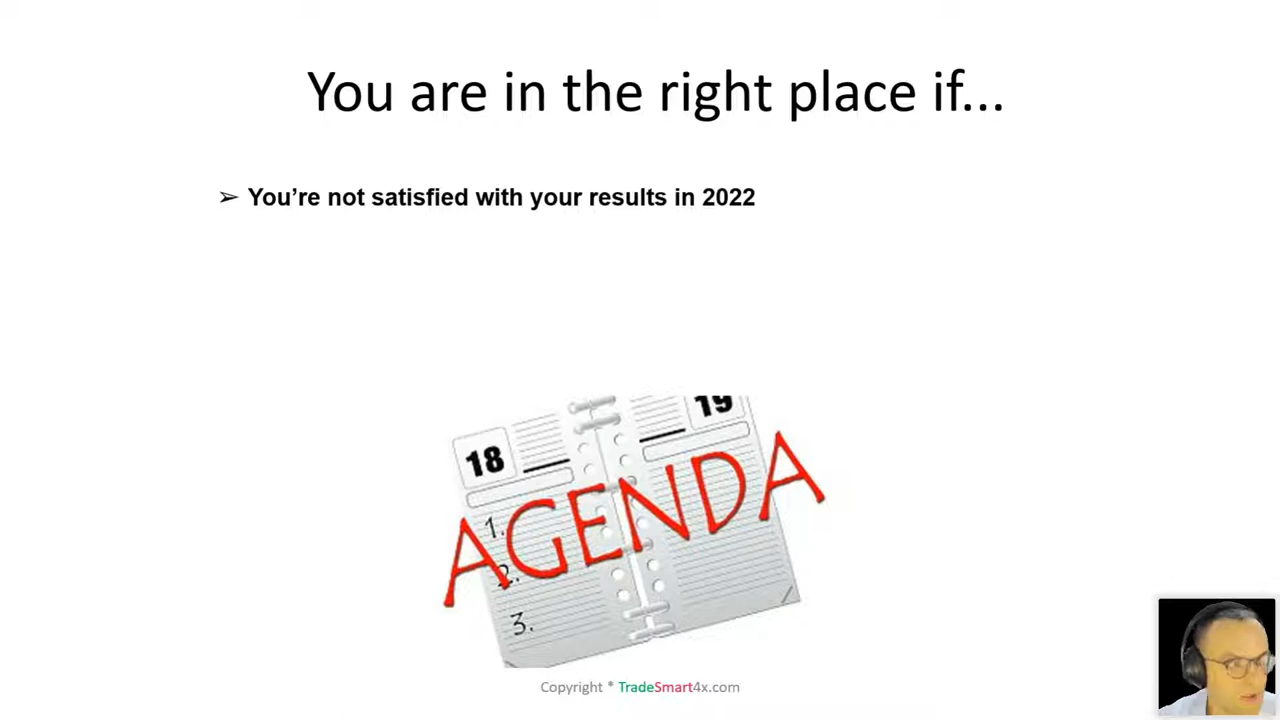 You are in the right place if...
➢ You’re not satisfied with your results in 2022
18
19
AGENDA
1.
2.
3.
Copyright * TradeSmart4x.com